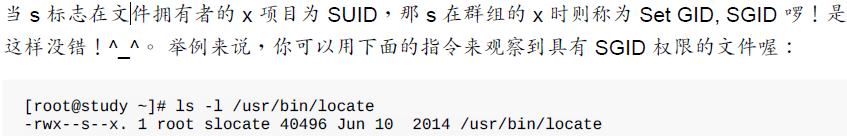 当 s 标志在文件拥有者的 x 项目为 SUID，那 s 在群组的 x 时则称为 Set GID, SGID 啰！是
这样没错！^_^。 举例来说，你可以用下面的指令来观察到具有 SGID 权限的文件喔：
[root@study ~]# ls -l /usr/bin/locate
-rwx--s--x. 1 root slocate 40496 Jun 10  2014 /usr/bin/locate